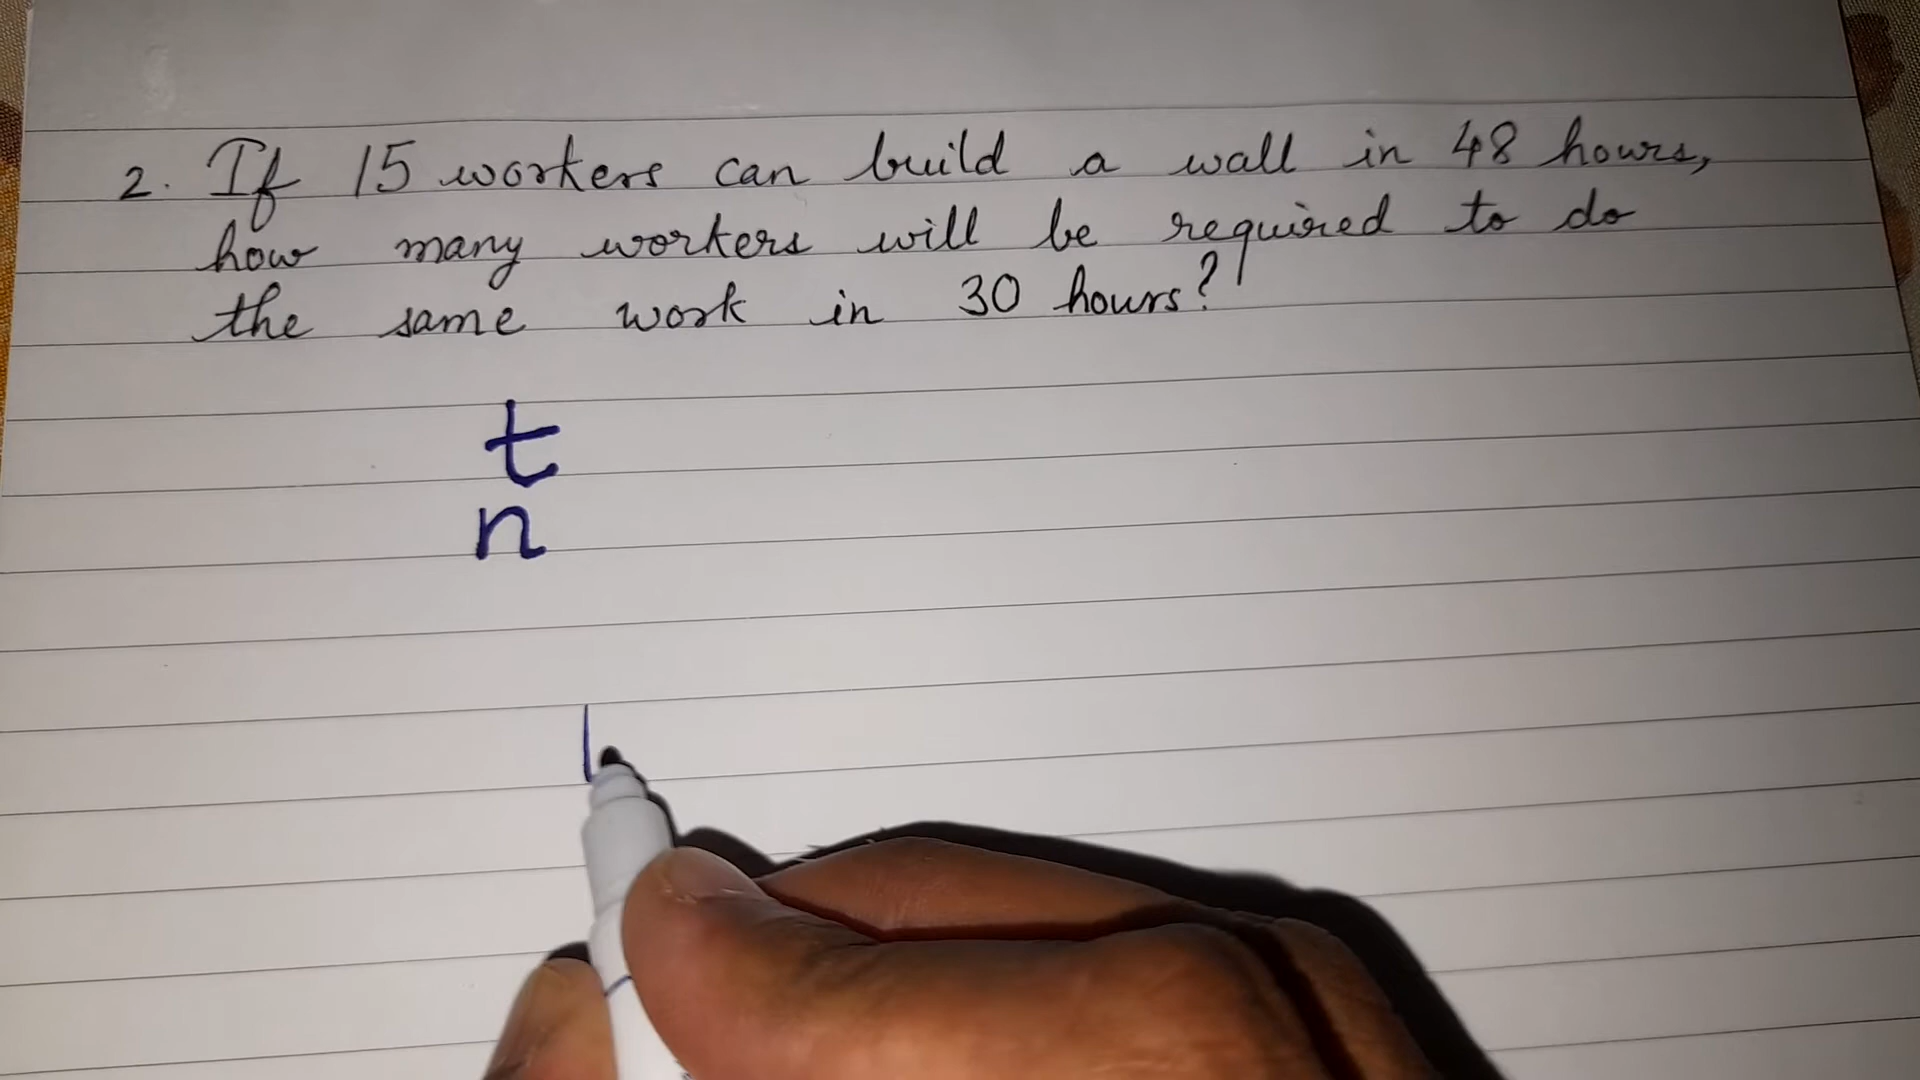 2. If 15 workers can build a wall in 48 hours,
how many workers will be required to do
the same work in 30 hours?
t
n